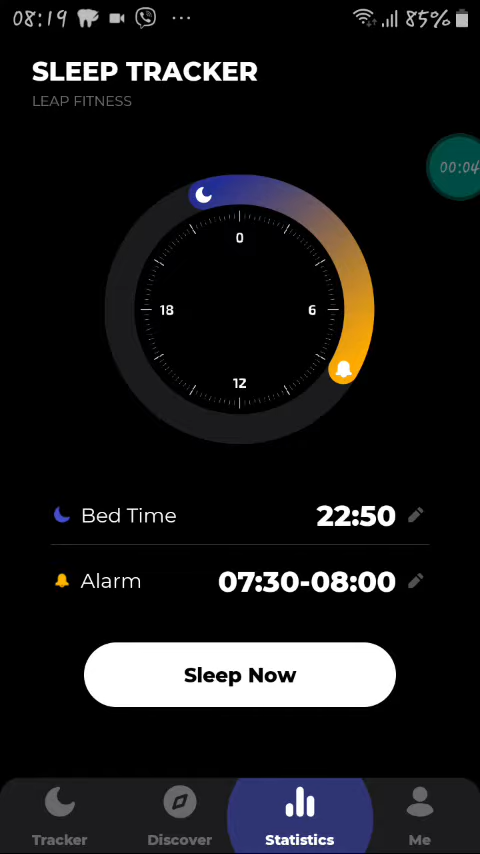 08:19 85%
SLEEP TRACKER
LEAP FITNESS
00:04
0
18 6
12
Bed Time 22:50
Alarm 07:30-08:00
Sleep Now
Tracker Discover Statistics Me